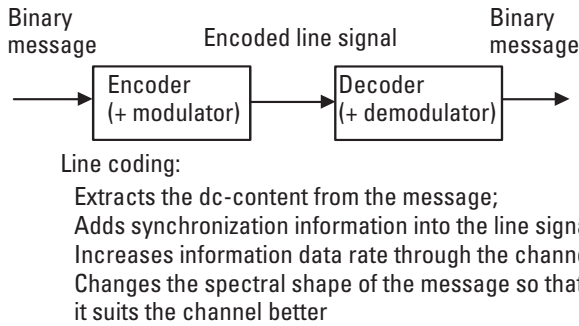 Binary
message
Encoded line signal
Binary
message
Encoder
(+ modulator)
Decoder
(+ demodulator)
Line coding:
Extracts the dc-content from the message;
Adds synchronization information into the line
Increases information data rate through the
Changes the spectral shape of the message so that
it suits the channel better